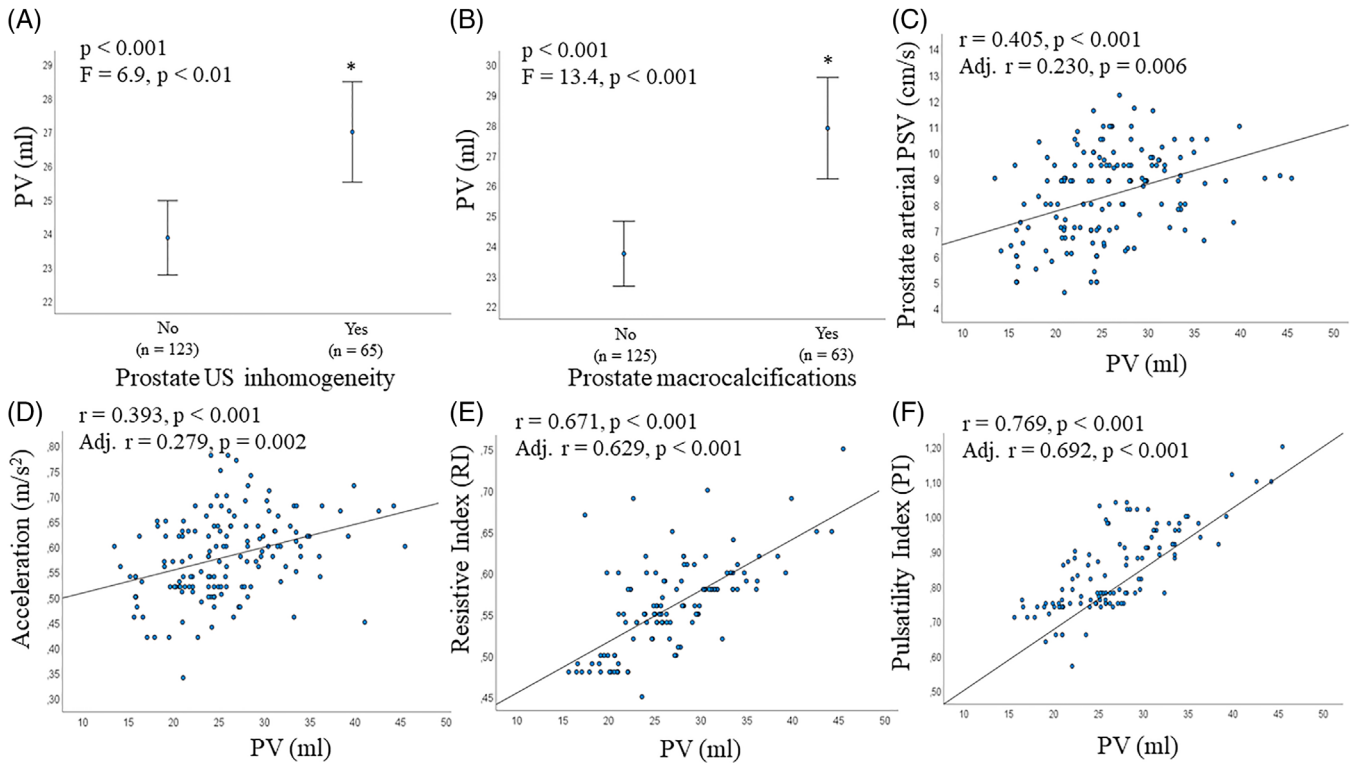 (A)
p < 0.001
F = 6.9, p < 0.01
*
PV (ml)
29
28
27
26
25
24
23
22
No
(n = 123)
Yes
(n = 65)
Prostate US inhomogeneity
(B)
p < 0.001
F = 13.4, p < 0.001
*
PV (ml)
30
29
28
27
26
25
24
23
22
No
(n = 125)
Yes
(n = 63)
Prostate macrocalcifications
(C)
r = 0.405, p < 0.001
Adj. r = 0.230, p = 0.006
Prostate arterial PSV (cm/s)
14
13
12
11
10
9
8
7
6
5
4
10 15 20 25 30 35 40 45 50
PV (ml)
(D)
r = 0.393, p < 0.001
Adj. r = 0.279, p = 0.002
Acceleration (m/s²)
,80
,75
,70
,65
,60
,55
,50
,45
,40
,35
,30
10 15 20 25 30 35 40 45 50
PV (ml)
(E)
r = 0.671, p < 0.001
Adj. r = 0.629, p < 0.001
Resistive Index (RI)
,75
,70
,65
,60
,55
,50
,45
10 15 20 25 30 35 40 45 50
PV (ml)
(F)
r = 0.769, p < 0.001
Adj. r = 0.692, p < 0.001
Pulsatility Index (PI)
1,20
1,10
1,00
,90
,80
,70
,60
,50
10 15 20 25 30 35 40 45 50
PV (ml)